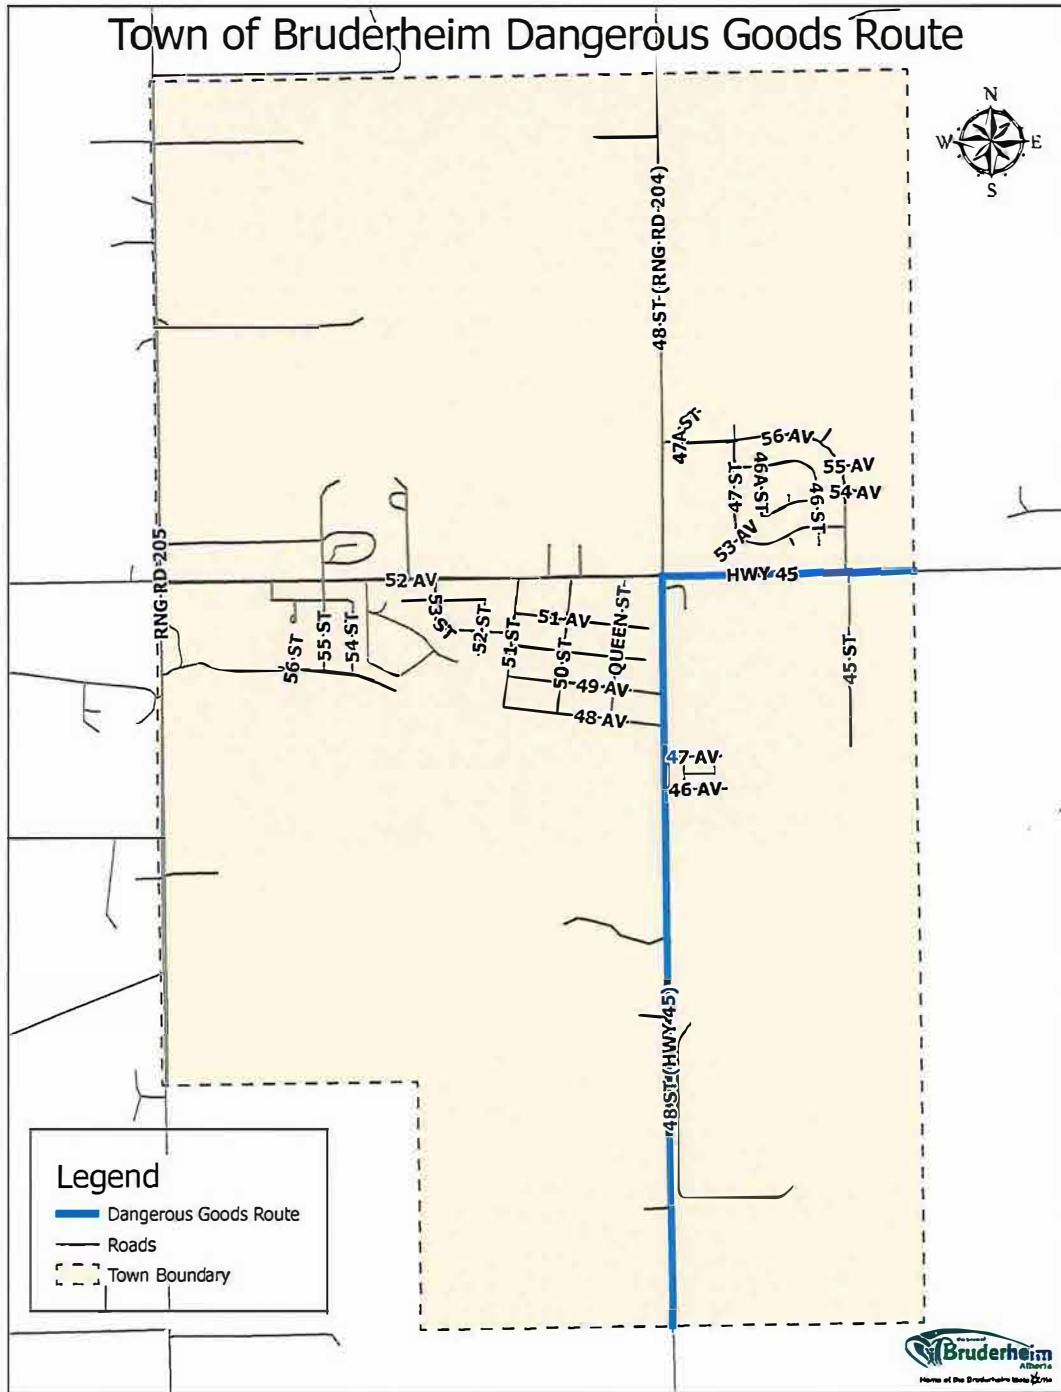 Town of Bruderheim Dangerous Goods Route
N
W
E
S
48 ST (RNG RD 204)
47A ST
56 AV
55 AV
54 AV
47 ST
46A ST
46 ST
53 AV
HWY 45
RNG RD 205
52 AV
53 ST
52 ST
51 ST
51 AV
50 ST
QUEEN ST
56 ST
55 ST
54 ST
49 AV
48 AV
45 ST
47 AV
46 AV
48 ST (HWY 45)
Legend
Dangerous Goods Route
Roads
Town Boundary
Bruderheim
Alberta